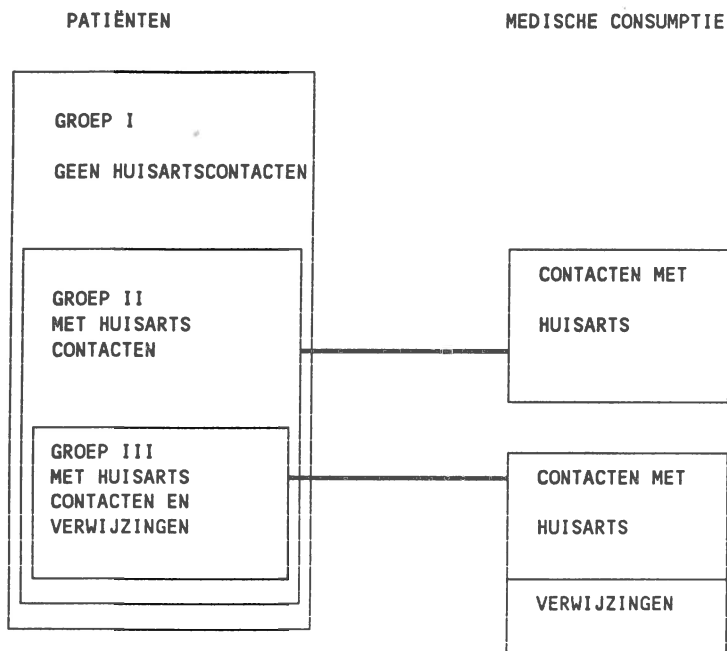 PATIËNTEN
MEDISCHE CONSUMPTIE
GROEP I
GEEN HUISARTSCONTACTEN
GROEP II
MET HUISARTS
CONTACTEN
CONTACTEN MET
HUISARTS
GROEP III
MET HUISARTS
CONTACTEN EN
VERWIJZINGEN
CONTACTEN MET
HUISARTS
VERWIJZINGEN